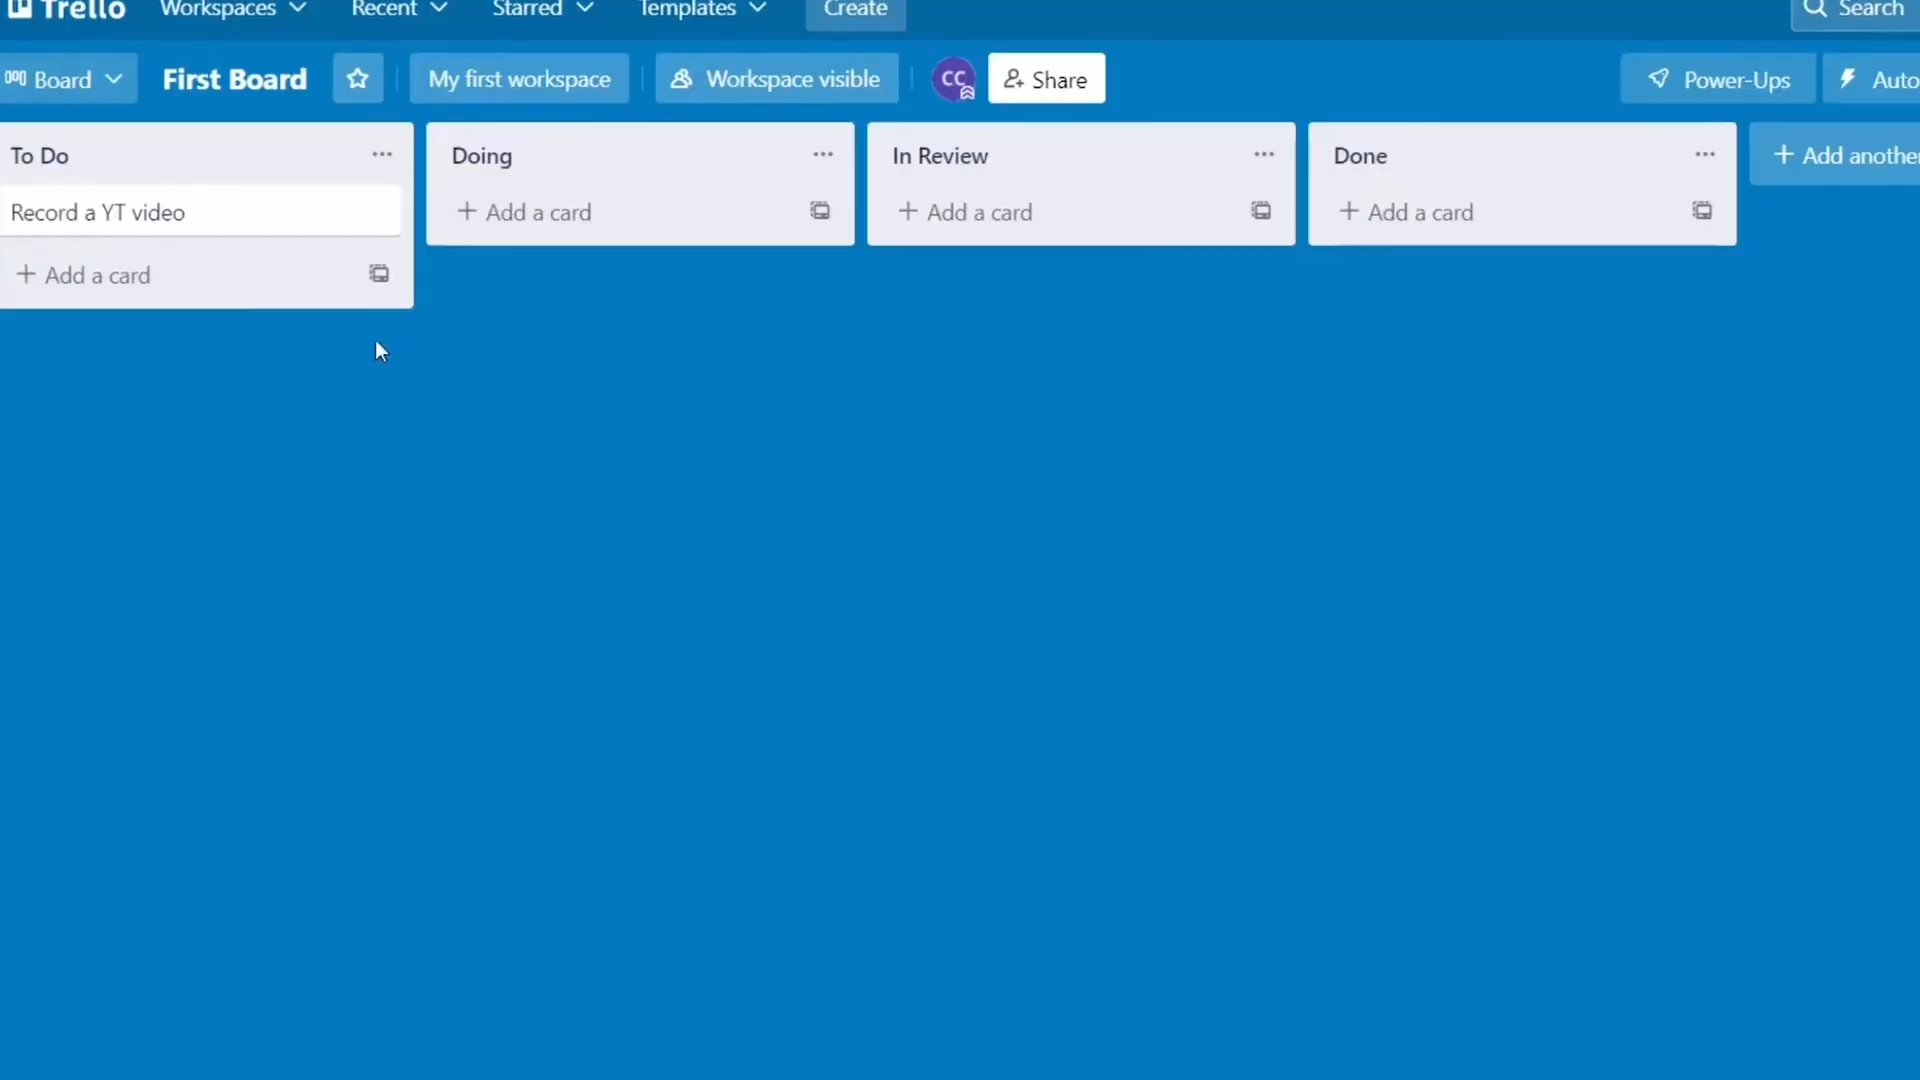 Trello Workspaces Recent Starred Templates Create Search
Board First Board My first workspace Workspace visible CC Share Power-Ups Auto
To Do
Record a YT video
+ Add a card
Doing
+ Add a card
In Review
+ Add a card
Done
+ Add a card
+ Add another